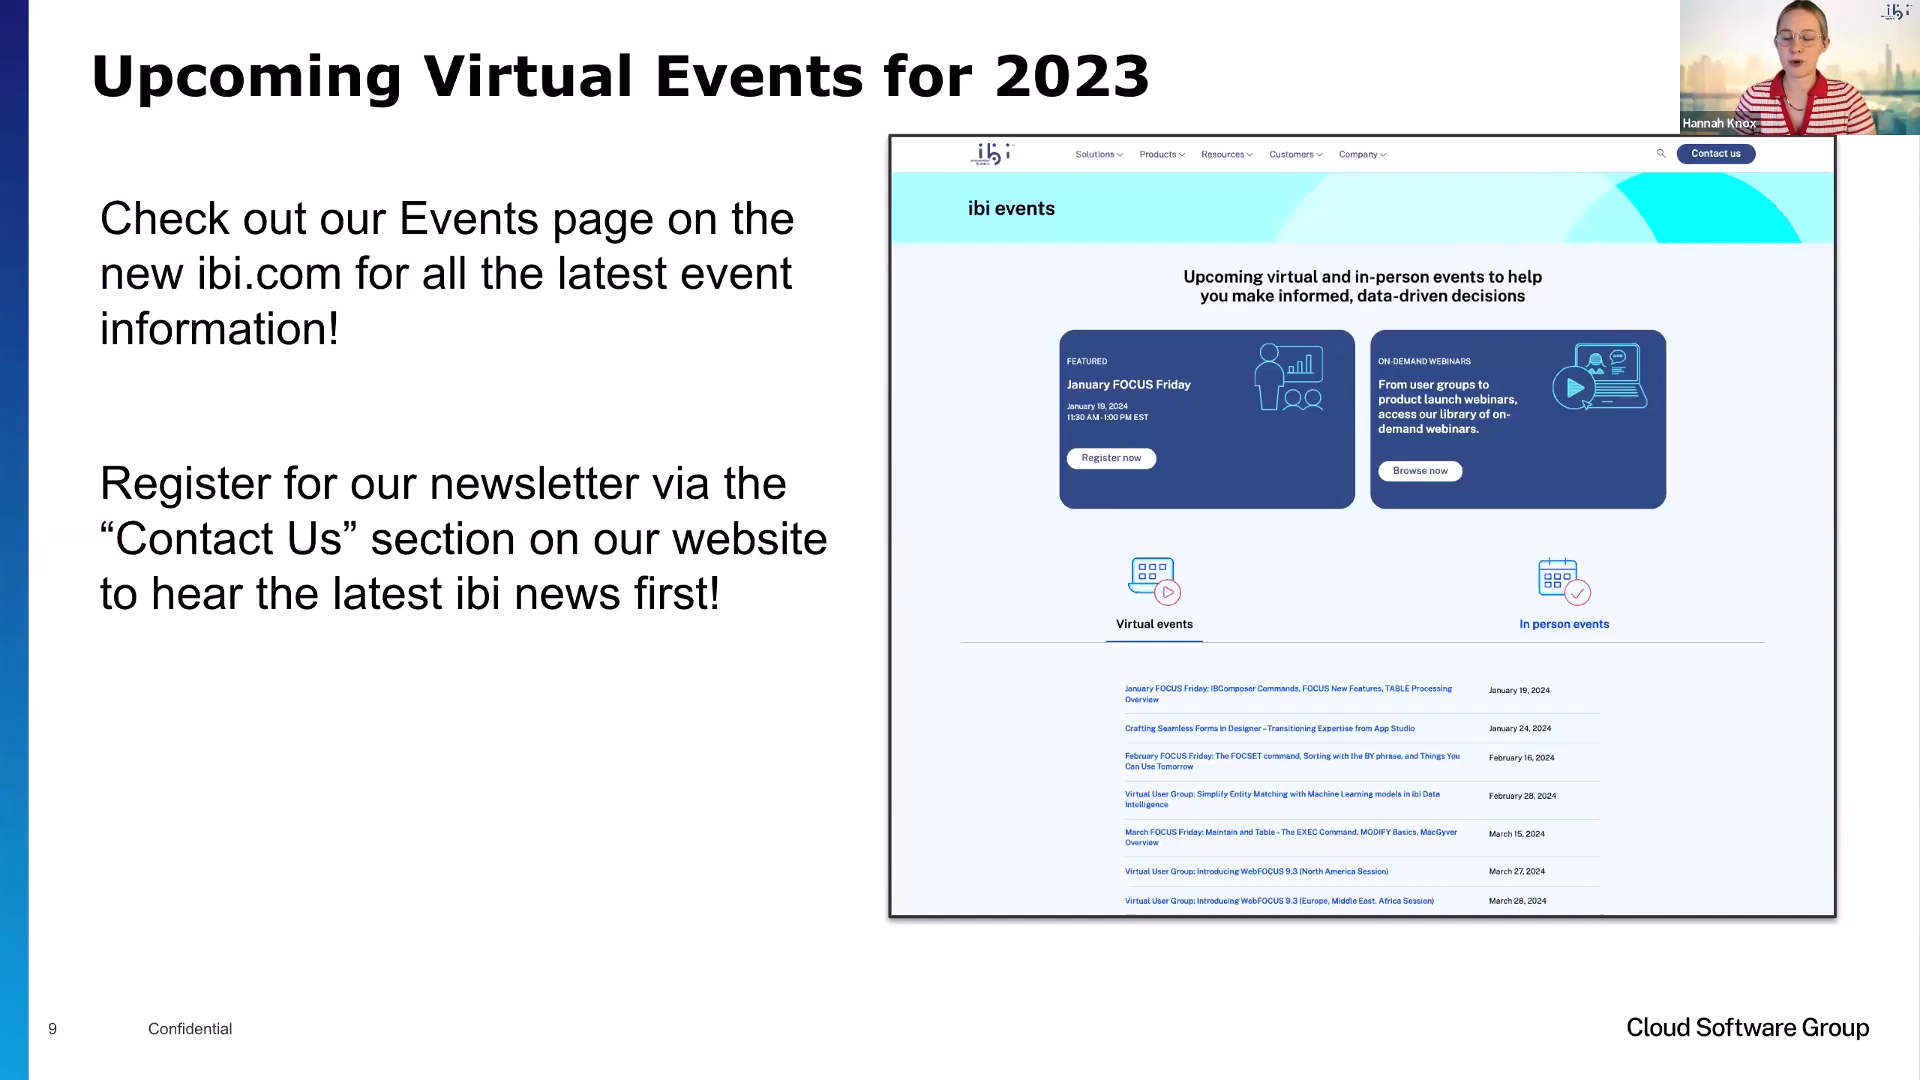 Upcoming Virtual Events for 2023
ibi
Hannah Knox
Check out our Events page on the
new ibi.com for all the latest event
information!
Register for our newsletter via the
“Contact Us” section on our website
to hear the latest ibi news first!
ibi
Solutions Products Resources Customers Company Contact us
ibi events
Upcoming virtual and in-person events to help
you make informed, data-driven decisions
FEATURED
January FOCUS Friday
January 19, 2024
11:30 AM - 1:00 PM EST
Register now
ON-DEMAND WEBINARS
From user groups to
product launch webinars,
access our library of on-
demand webinars.
Browse now
Virtual events
In person events
January FOCUS Friday: IBComposer Commands, FOCUS New Features, TABLE Processing
Overview
January 19, 2024
Crafting Seamless Forms in Designer – Transitioning Expertise from App Studio
January 24, 2024
February FOCUS Friday: The FOCSET command, Sorting with the BY phrase, and Things You
Can Use Tomorrow
February 16, 2024
Virtual User Group: Simplify Entity Matching with Machine Learning models in ibi Data
Intelligence
February 28, 2024
March FOCUS Friday: Maintain and Table – The EXEC Command, MODIFY Basics, MacGyver
Overview
March 15, 2024
Virtual User Group: Introducing WebFOCUS 9.3 (North America Session)
March 27, 2024
Virtual User Group: Introducing WebFOCUS 9.3 (Europe, Middle East, Africa Session)
March 28, 2024
9
Confidential
Cloud Software Group